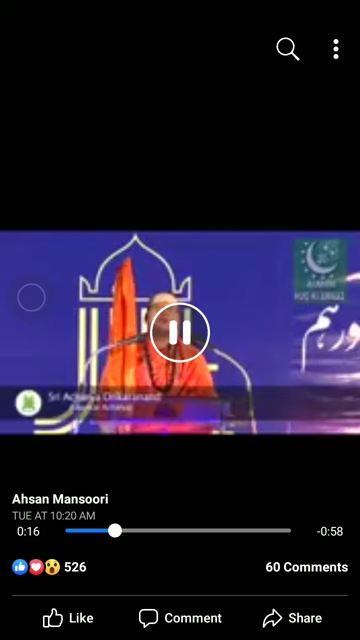 Sri Acharya Onkaranand
Ahsan Mansoori
TUE AT 10:20 AM
0:16
-0:58
526
60 Comments
Like
Comment
Share